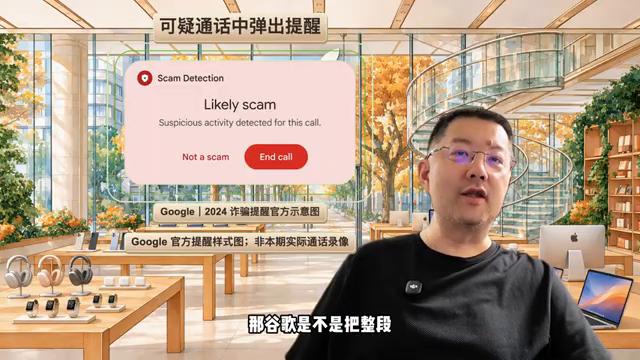 可疑通话中弹出提醒
Scam Detection
Likely scam
Suspicious activity detected for this call.
Not a scam
End call
Google｜2024 诈骗提醒官方示意图
Google 官方提醒样式图；非本期实际通话录像
那谷歌是不是把整段